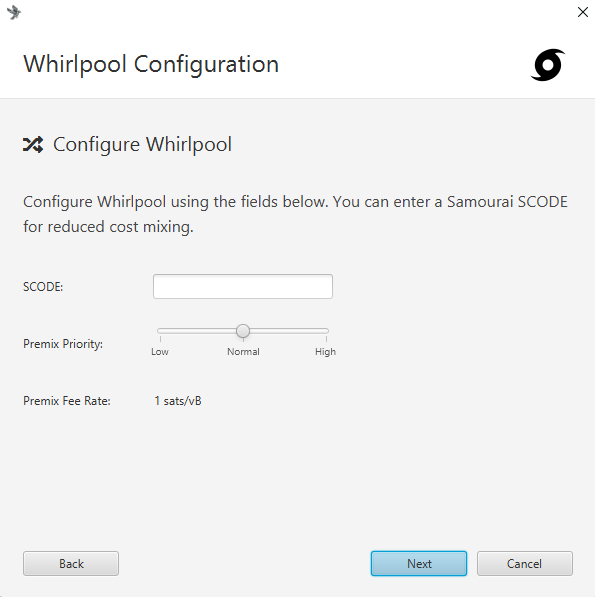 Whirlpool Configuration
Configure Whirlpool
Configure Whirlpool using the fields below. You can enter a Samourai SCODE
for reduced cost mixing.
SCODE:
Premix Priority:
Low Normal High
Premix Fee Rate: 1 sats/vB
Back Next Cancel